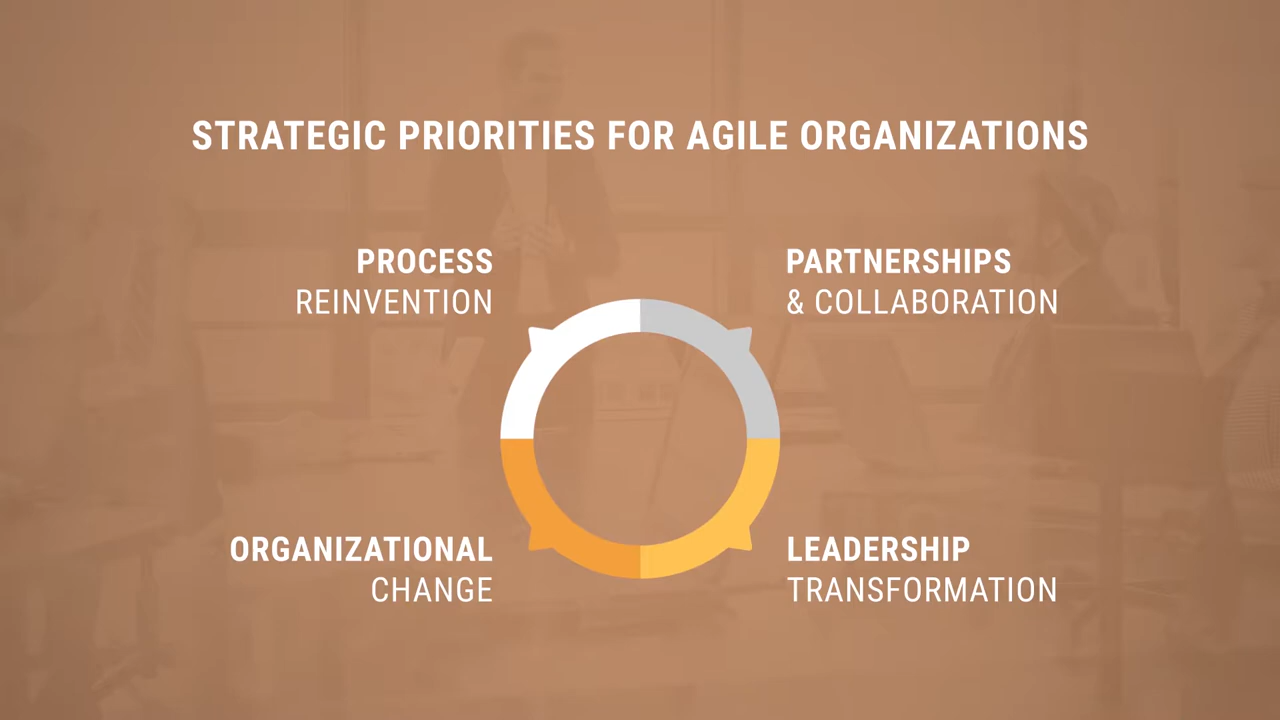 STRATEGIC PRIORITIES FOR AGILE ORGANIZATIONS
PROCESS
REINVENTION
PARTNERSHIPS
& COLLABORATION
ORGANIZATIONAL
CHANGE
LEADERSHIP
TRANSFORMATION